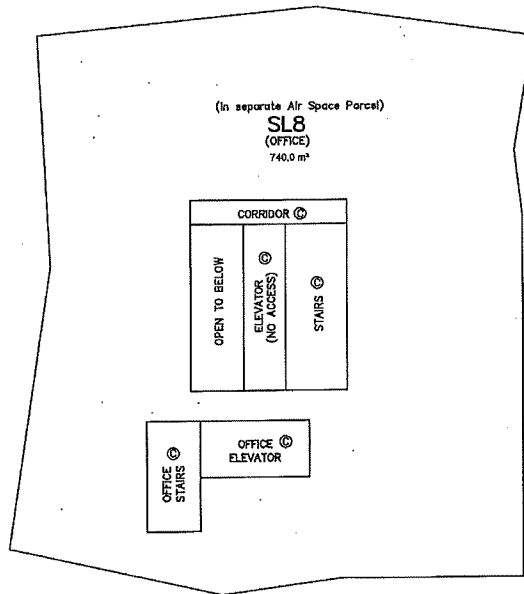 (In separate Air Space Parcel)
SL8
(OFFICE)
740.0 m²
CORRIDOR ©
OPEN TO BELOW
ELEVATOR ©
(NO ACCESS)
STAIRS ©
OFFICE ©
STAIRS
OFFICE ©
ELEVATOR